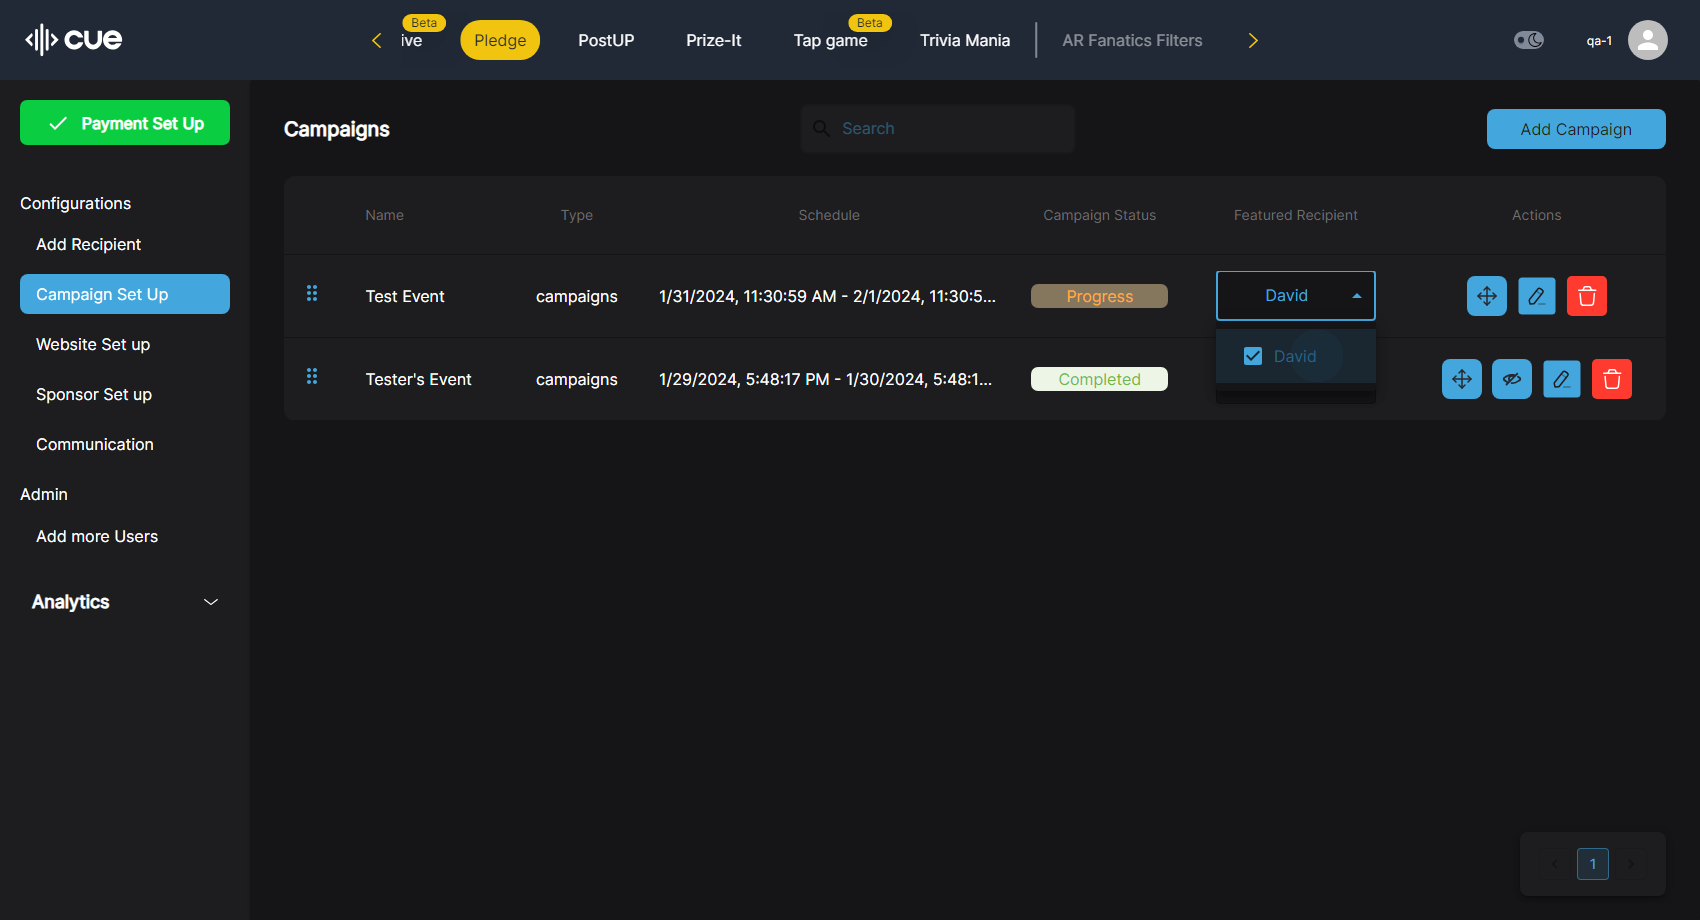 cue
ive
Beta
Pledge
PostUP
Prize-It
Tap game
Beta
Trivia Mania
AR Fanatics Filters
qa-1
Payment Set Up
Configurations
Add Recipient
Campaign Set Up
Website Set up
Sponsor Set up
Communication
Admin
Add more Users
Analytics
Campaigns
Search
Add Campaign
Name Type Schedule Campaign Status Featured Recipient Actions
Test Event campaigns 1/31/2024, 11:30:59 AM - 2/1/2024, 11:30:5... Progress David
David
Tester's Event campaigns 1/29/2024, 5:48:17 PM - 1/30/2024, 5:48:1... Completed
1